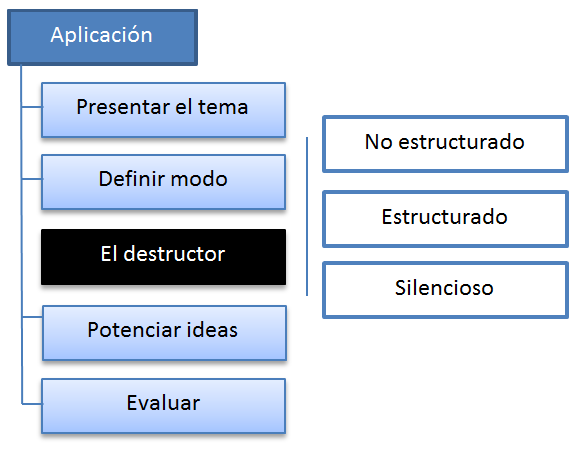 Aplicación
Presentar el tema
Definir modo
El destructor
Potenciar ideas
Evaluar
No estructurado
Estructurado
Silencioso